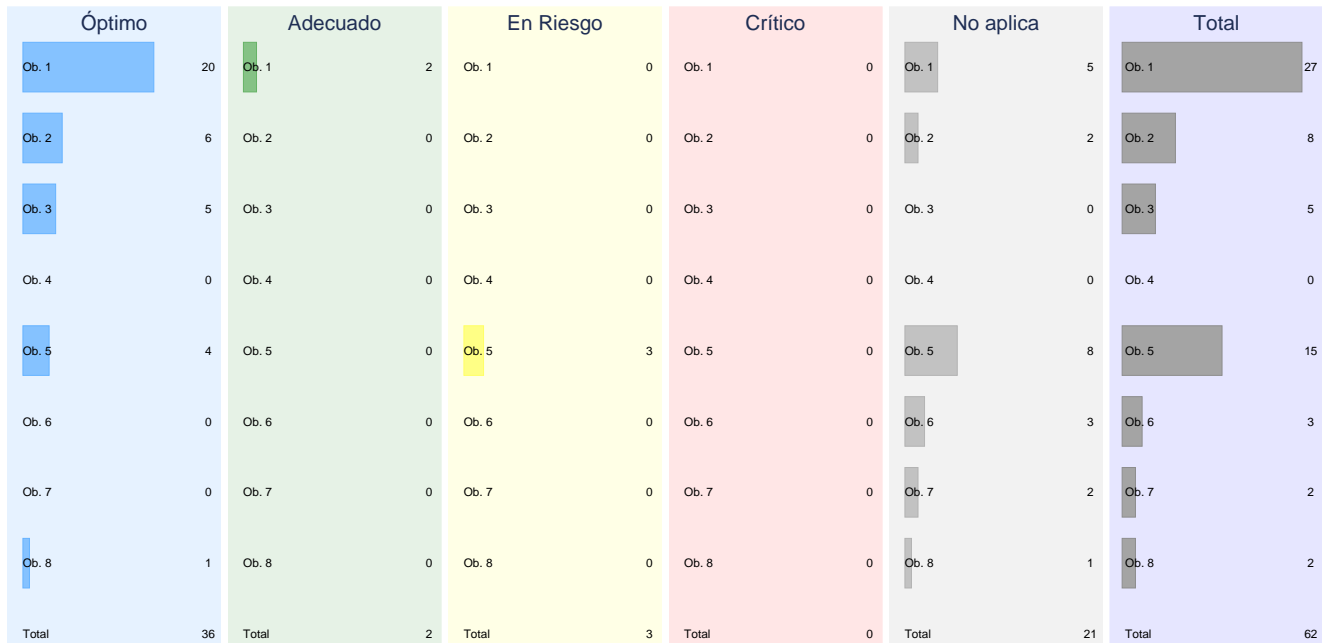 Óptimo Adecuado En Riesgo Crítico No aplica Total
Ob. 1 20 Ob. 1 2 Ob. 1 0 Ob. 1 0 Ob. 1 5 Ob. 1 27
Ob. 2 6 Ob. 2 0 Ob. 2 0 Ob. 2 0 Ob. 2 2 Ob. 2 8
Ob. 3 5 Ob. 3 0 Ob. 3 0 Ob. 3 0 Ob. 3 0 Ob. 3 5
Ob. 4 0 Ob. 4 0 Ob. 4 0 Ob. 4 0 Ob. 4 0 Ob. 4 0
Ob. 5 4 Ob. 5 0 Ob. 5 3 Ob. 5 0 Ob. 5 8 Ob. 5 15
Ob. 6 0 Ob. 6 0 Ob. 6 0 Ob. 6 0 Ob. 6 3 Ob. 6 3
Ob. 7 0 Ob. 7 0 Ob. 7 0 Ob. 7 0 Ob. 7 2 Ob. 7 2
Ob. 8 1 Ob. 8 0 Ob. 8 0 Ob. 8 0 Ob. 8 1 Ob. 8 2
Total 36 Total 2 Total 3 Total 0 Total 21 Total 62